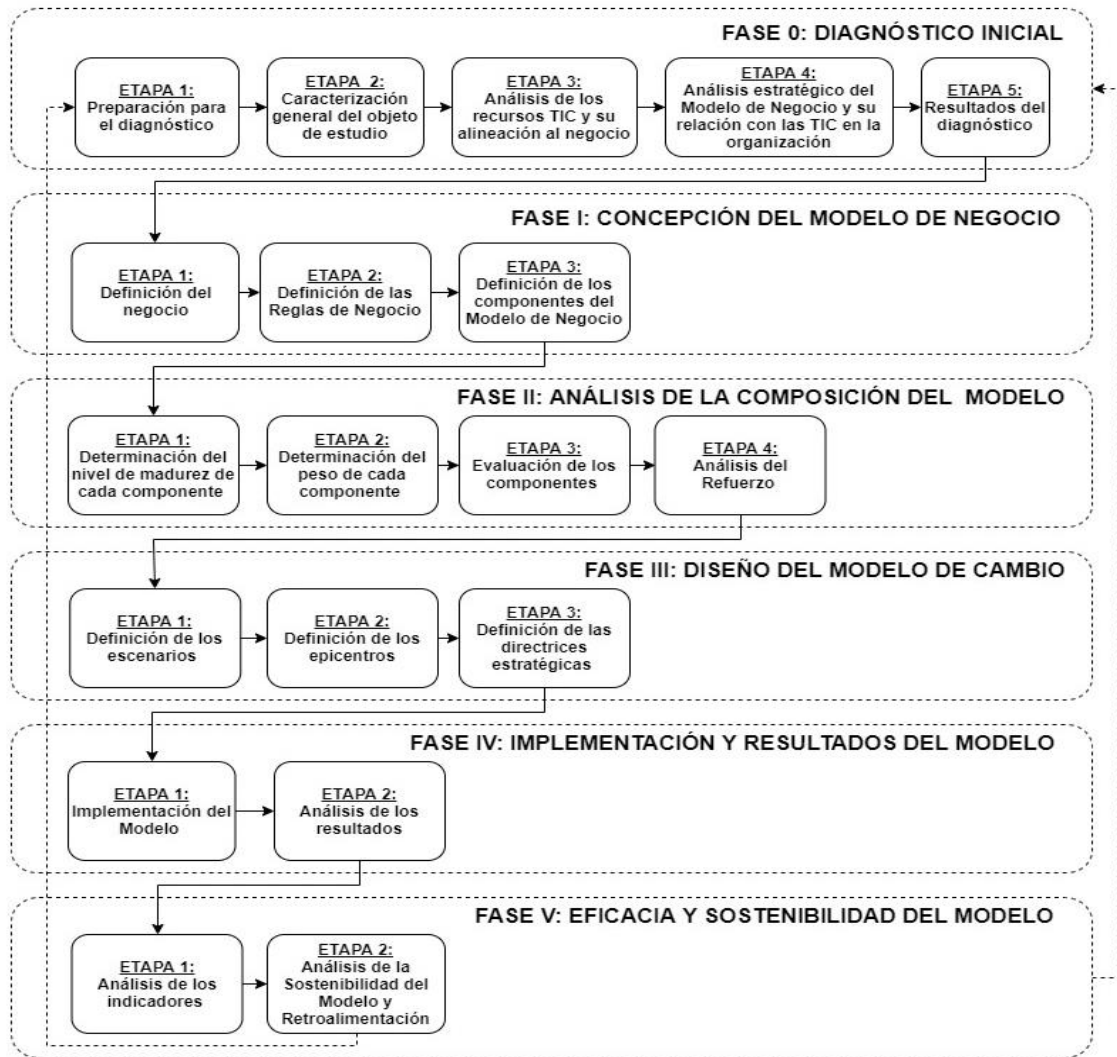 FASE 0: DIAGNÓSTICO INICIAL
ETAPA 1:
Preparación para
el diagnóstico
ETAPA 2:
Caracterización
general del objeto
de estudio
ETAPA 3:
Análisis de los
recursos TIC y su
alineación al negocio
ETAPA 4:
Análisis estratégico del
Modelo de Negocio y su
relación con las TIC en la
organización
ETAPA 5:
Resultados del
diagnóstico
FASE I: CONCEPCIÓN DEL MODELO DE NEGOCIO
ETAPA 1:
Definición del
negocio
ETAPA 2:
Definición de las
Reglas de Negocio
ETAPA 3:
Definición de los
componentes del
Modelo de Negocio
FASE II: ANÁLISIS DE LA COMPOSICIÓN DEL MODELO
ETAPA 1:
Determinación del
nivel de madurez de
cada componente
ETAPA 2:
Determinación del
peso de cada
componente
ETAPA 3:
Evaluación de los
componentes
ETAPA 4:
Análisis del
Refuerzo
FASE III: DISEÑO DEL MODELO DE CAMBIO
ETAPA 1:
Definición de los
escenarios
ETAPA 2:
Definición de los
epicentros
ETAPA 3:
Definición de las
directrices
estratégicas
FASE IV: IMPLEMENTACIÓN Y RESULTADOS DEL MODELO
ETAPA 1:
Implementación del
Modelo
ETAPA 2:
Análisis de los
resultados
FASE V: EFICACIA Y SOSTENIBILIDAD DEL MODELO
ETAPA 1:
Análisis de los
indicadores
ETAPA 2:
Análisis de la
Sostenibilidad del
Modelo y
Retroalimentación